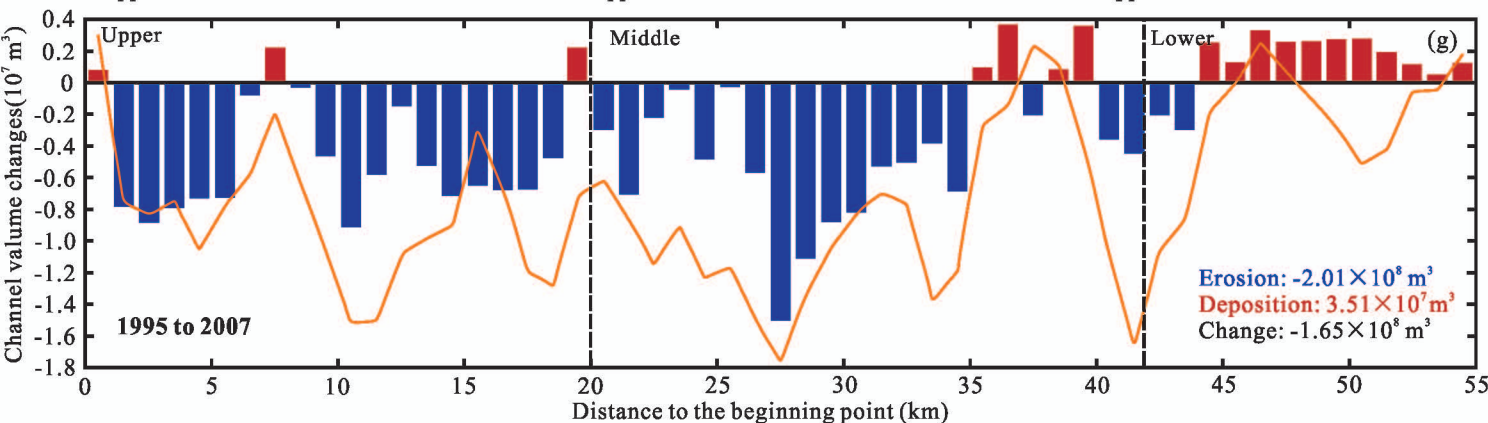 Channel valume changes(10⁷ m³)
0.4
0.2
0
-0.2
-0.4
-0.6
-0.8
-1.0
-1.2
-1.4
-1.6
-1.8
Upper
Middle
Lower
(g)
1995 to 2007
Erosion: -2.01×10⁸ m³
Deposition: 3.51×10⁷m³
Change: -1.65×10⁸ m³
0 5 10 15 20 25 30 35 40 45 50 55
Distance to the beginning point (km)